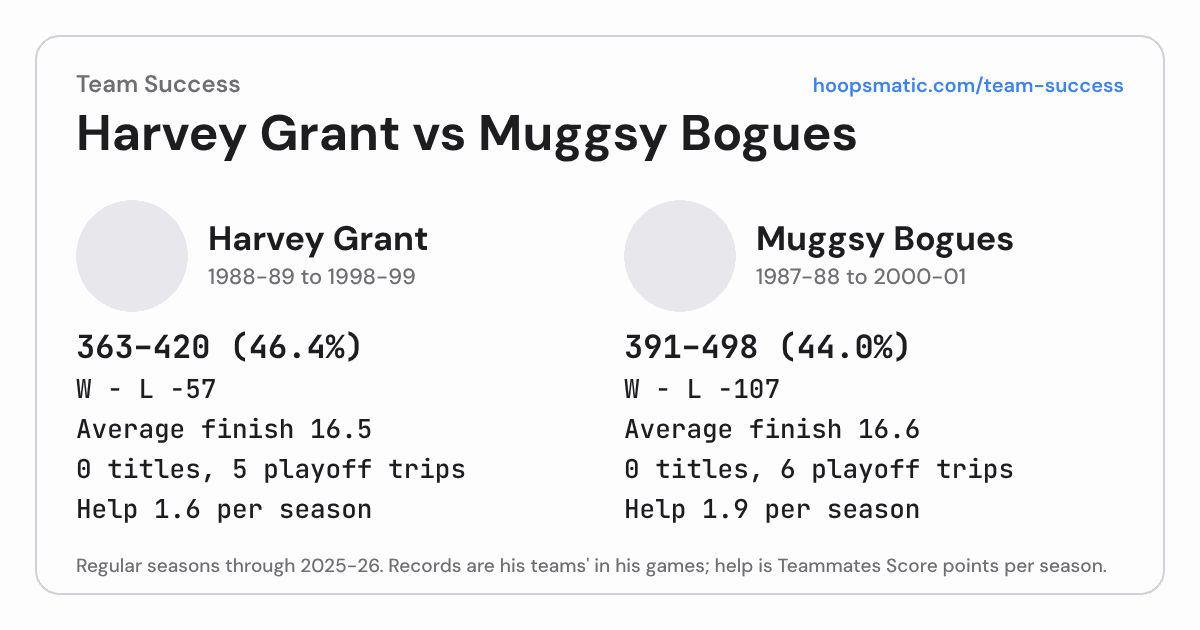 Team Success
hoopsmatic.com/team-success
Harvey Grant vs Muggsy Bogues
Harvey Grant
1988-89 to 1998-99
363-420 (46.4%)
W - L -57
Average finish 16.5
0 titles, 5 playoff trips
Help 1.6 per season
Muggsy Bogues
1987-88 to 2000-01
391-498 (44.0%)
W - L -107
Average finish 16.6
0 titles, 6 playoff trips
Help 1.9 per season
Regular seasons through 2025-26. Records are his teams' in his games; help is Teammates Score points per season.